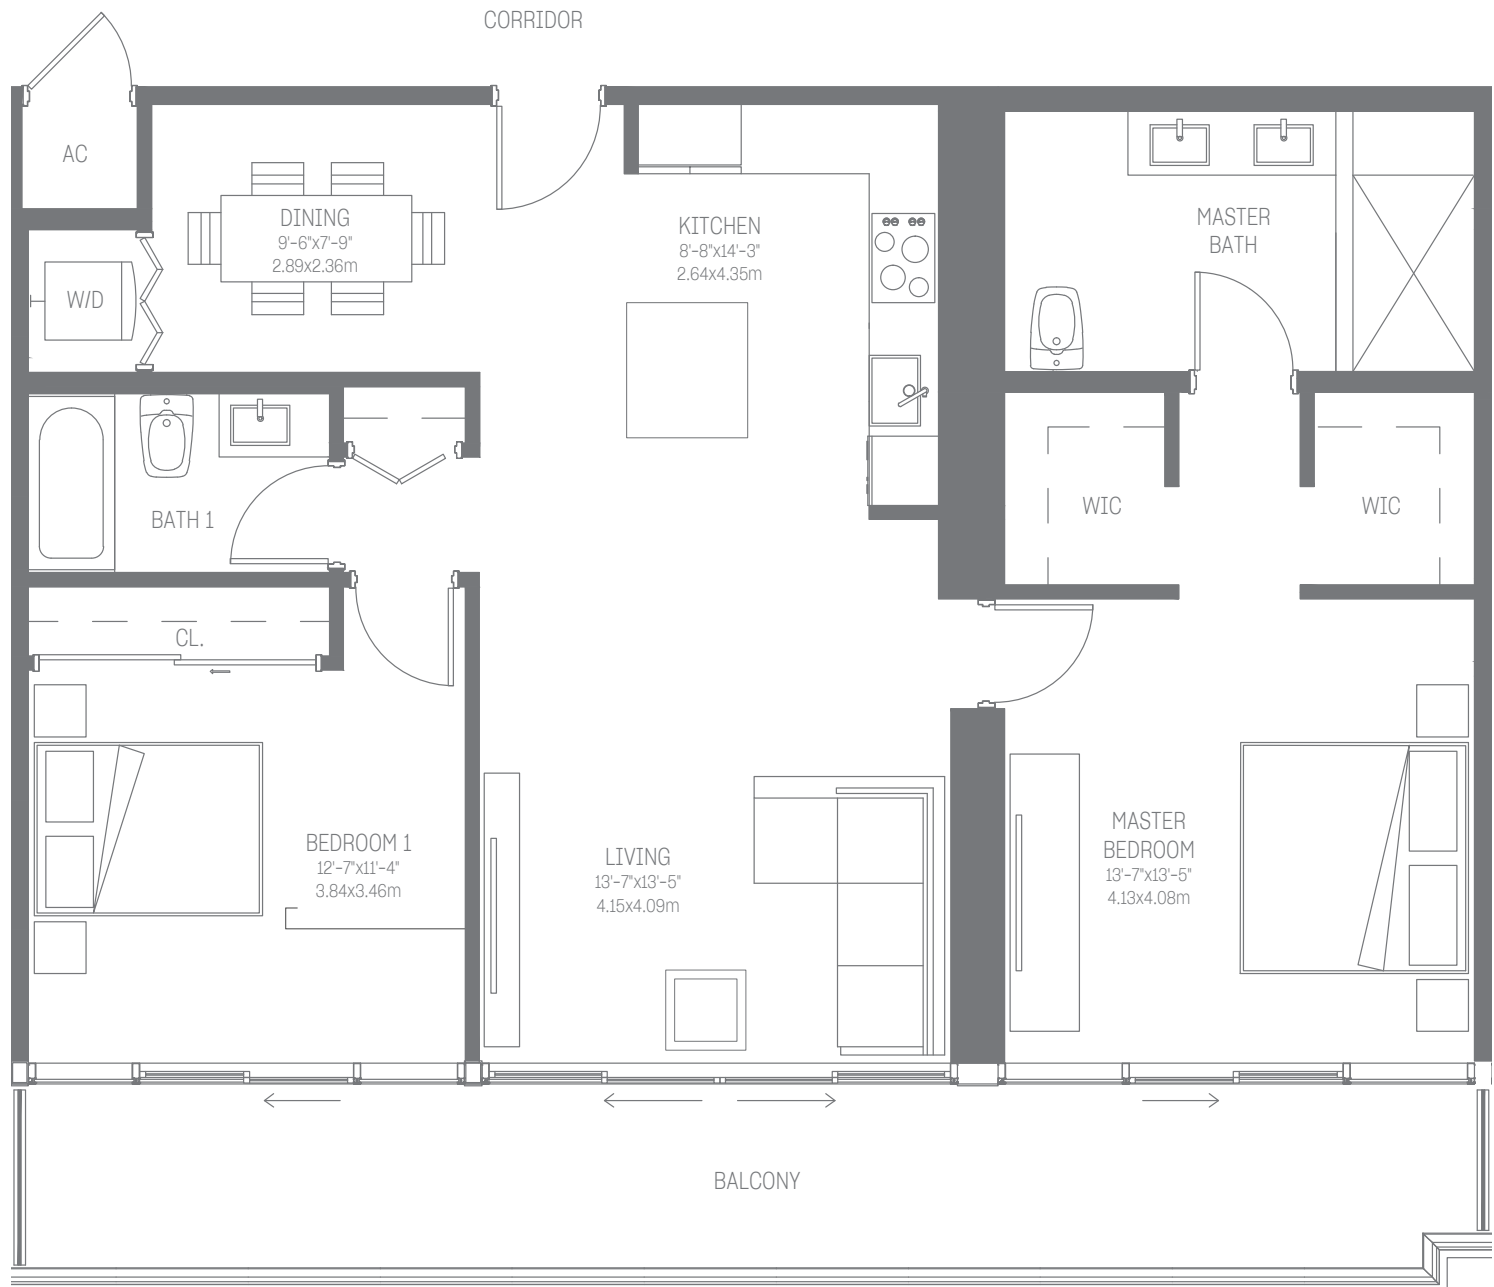 CORRIDOR
AC
DINING
9'-6"x7'-9"
2.89x2.36m
KITCHEN
8'-8"x14'-3"
2.64x4.35m
MASTER
BATH
W/D
BATH 1
WIC
WIC
CL.
BEDROOM 1
12'-7"x11'-4"
3.84x3.46m
LIVING
13'-7"x13'-5"
4.15x4.09m
MASTER
BEDROOM
13'-7"x13'-5"
4.13x4.08m
BALCONY